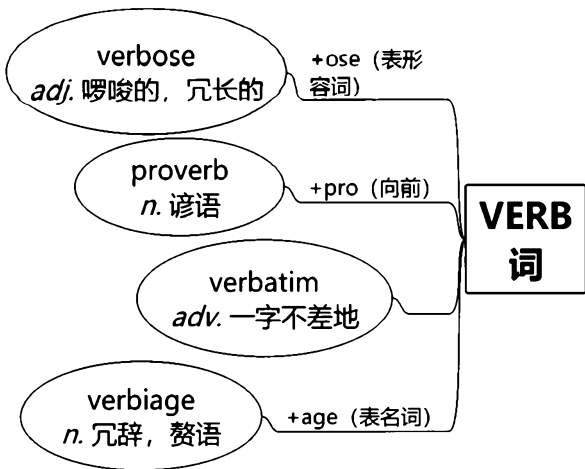 verbose
adj. 啰唆的，冗长的
+ose（表形
容词）
proverb
n. 谚语
+pro（向前）
VERB
词
verbatim
adv. 一字不差地
verbiage
n. 冗辞，赘语
+age（表名词）